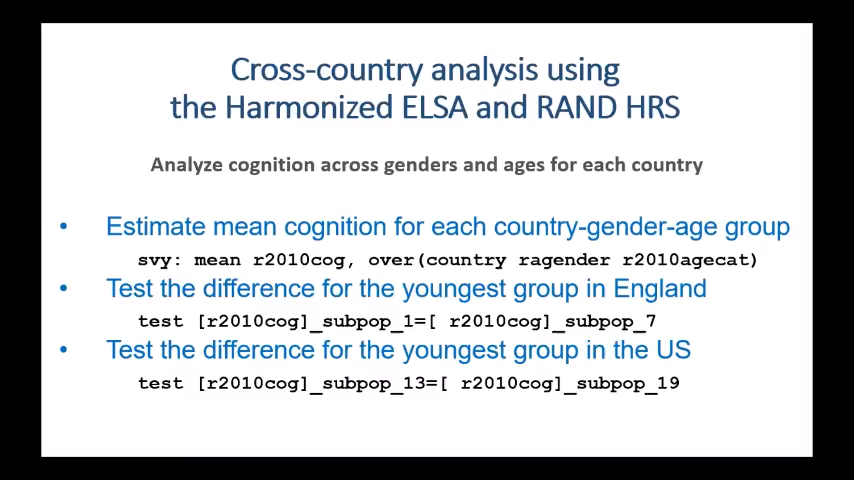 Cross-country analysis using
the Harmonized ELSA and RAND HRS
Analyze cognition across genders and ages for each country
• Estimate mean cognition for each country-gender-age group
svy: mean r2010cog, over(country ragender r2010agecat)
• Test the difference for the youngest group in England
test [r2010cog]_subpop_1=[ r2010cog]_subpop_7
• Test the difference for the youngest group in the US
test [r2010cog]_subpop_13=[ r2010cog]_subpop_19